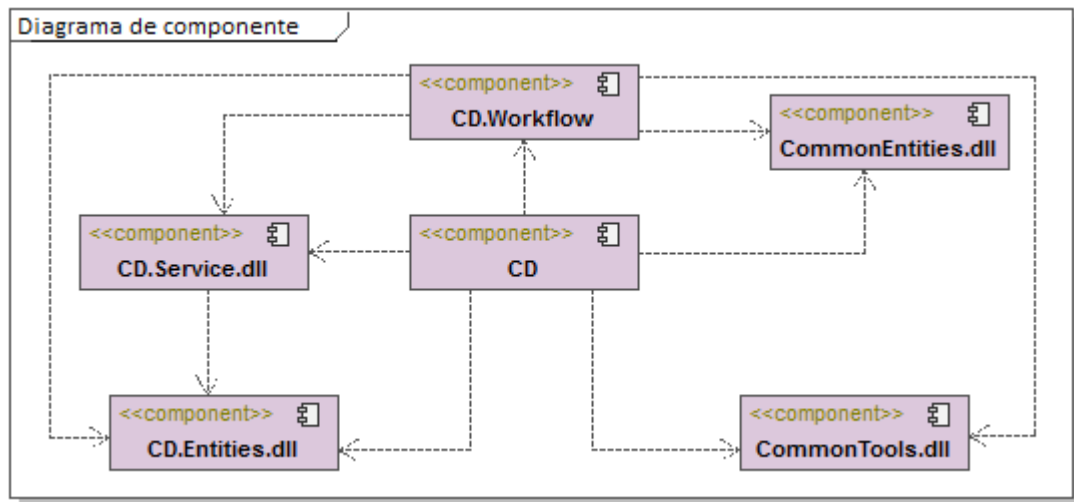 Diagrama de componente
<<component>>
CD.Workflow
<<component>>
CommonEntities.dll
<<component>>
CD.Service.dll
<<component>>
CD
<<component>>
CD.Entities.dll
<<component>>
CommonTools.dll